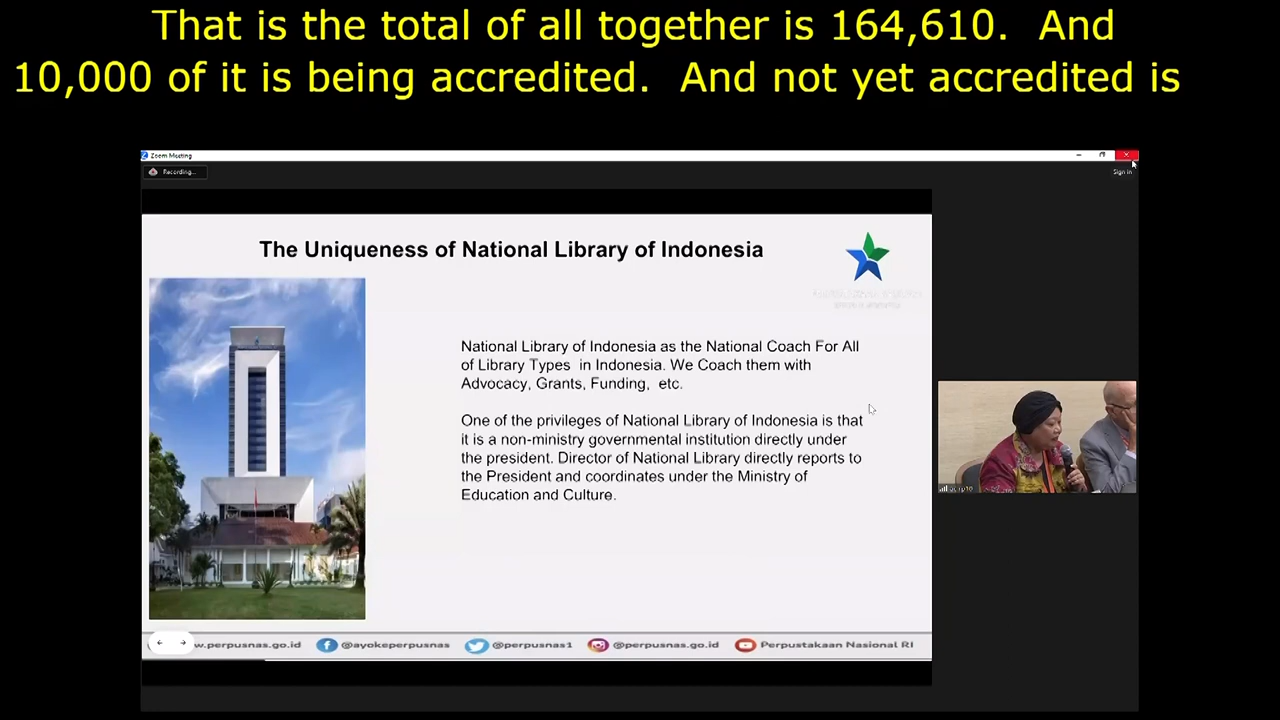 That is the total of all together is 164,610. And
10,000 of it is being accredited. And not yet accredited is
Zoom Meeting
Recording...
Sign in
The Uniqueness of National Library of Indonesia
National Library of Indonesia as the National Coach For All
of Library Types in Indonesia. We Coach them with
Advocacy, Grants, Funding, etc.
One of the privileges of National Library of Indonesia is that
it is a non-ministry governmental institution directly under
the president. Director of National Library directly reports to
the President and coordinates under the Ministry of
Education and Culture.
w.perpusnas.go.id @ayokeperpusnas @perpusnas1 @perpusnas.go.id Perpustakaan Nasional RI